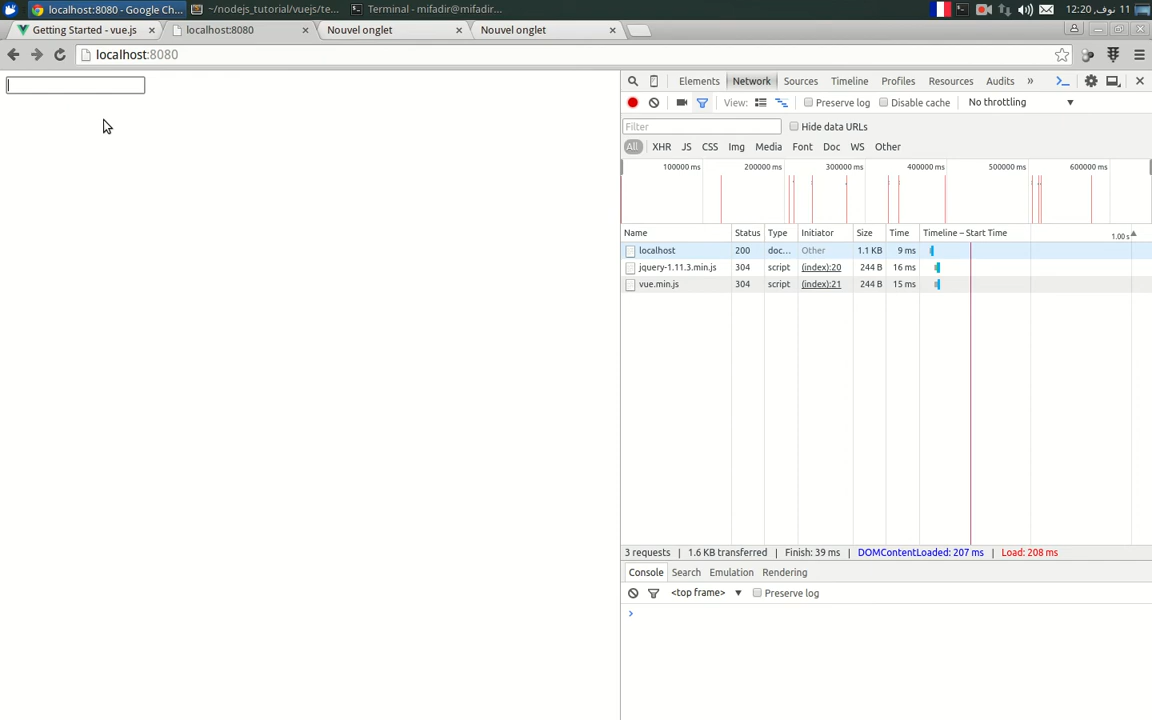 localhost:8080 - Google Ch... ~/nodejs_tutorial/vuejs/te... Terminal - mifadir@mifadir... 11 نوف, 12:20
Getting Started - vue.js localhost:8080 Nouvel onglet Nouvel onglet
localhost:8080
Elements Network Sources Timeline Profiles Resources Audits »
View: Preserve log Disable cache No throttling
Filter Hide data URLs
All XHR JS CSS Img Media Font Doc WS Other
100000 ms 200000 ms 300000 ms 400000 ms 500000 ms 600000 ms
Name Status Type Initiator Size Time Timeline – Start Time 1.00 s
localhost 200 doc... Other 1.1 KB 9 ms
jquery-1.11.3.min.js 304 script (index):20 244 B 16 ms
vue.min.js 304 script (index):21 244 B 15 ms
3 requests | 1.6 KB transferred | Finish: 39 ms | DOMContentLoaded: 207 ms | Load: 208 ms
Console Search Emulation Rendering
<top frame> Preserve log
>